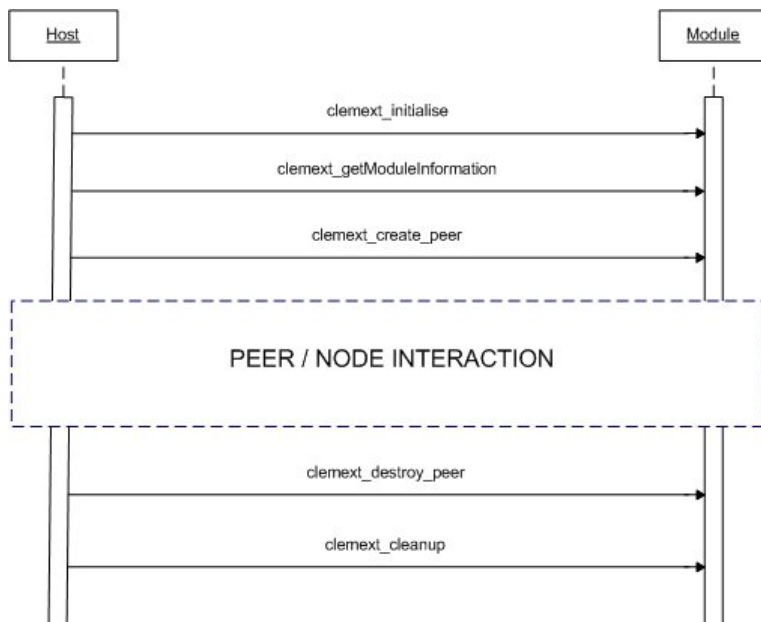 Host
Module
clemext_initialise
clemext_getModuleInformation
clemext_create_peer
PEER / NODE INTERACTION
clemext_destroy_peer
clemext_cleanup